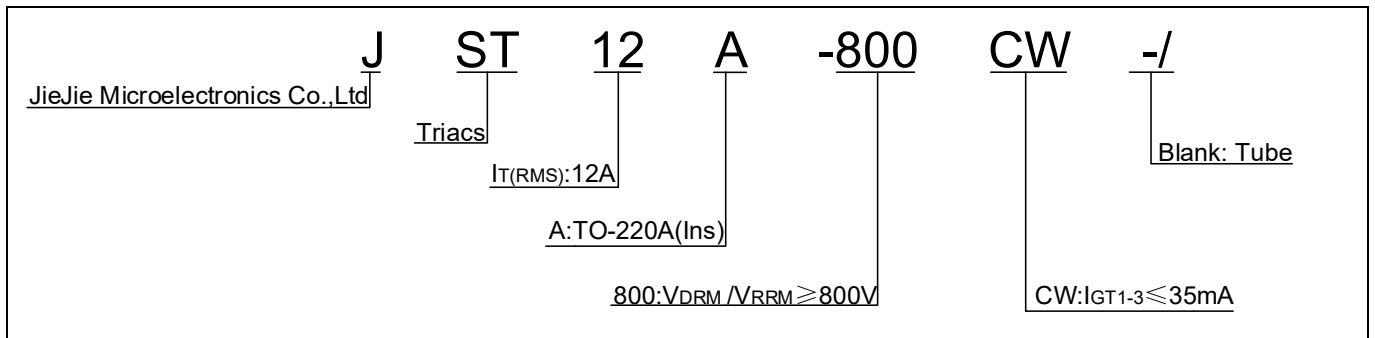 J ST 12 A -800 CW -/
JieJie Microelectronics Co.,Ltd
Triacs
Blank: Tube
IT(RMS):12A
A:TO-220A(Ins)
800:VDRM /VRRM≥800V
CW:IGT1-3≤35mA